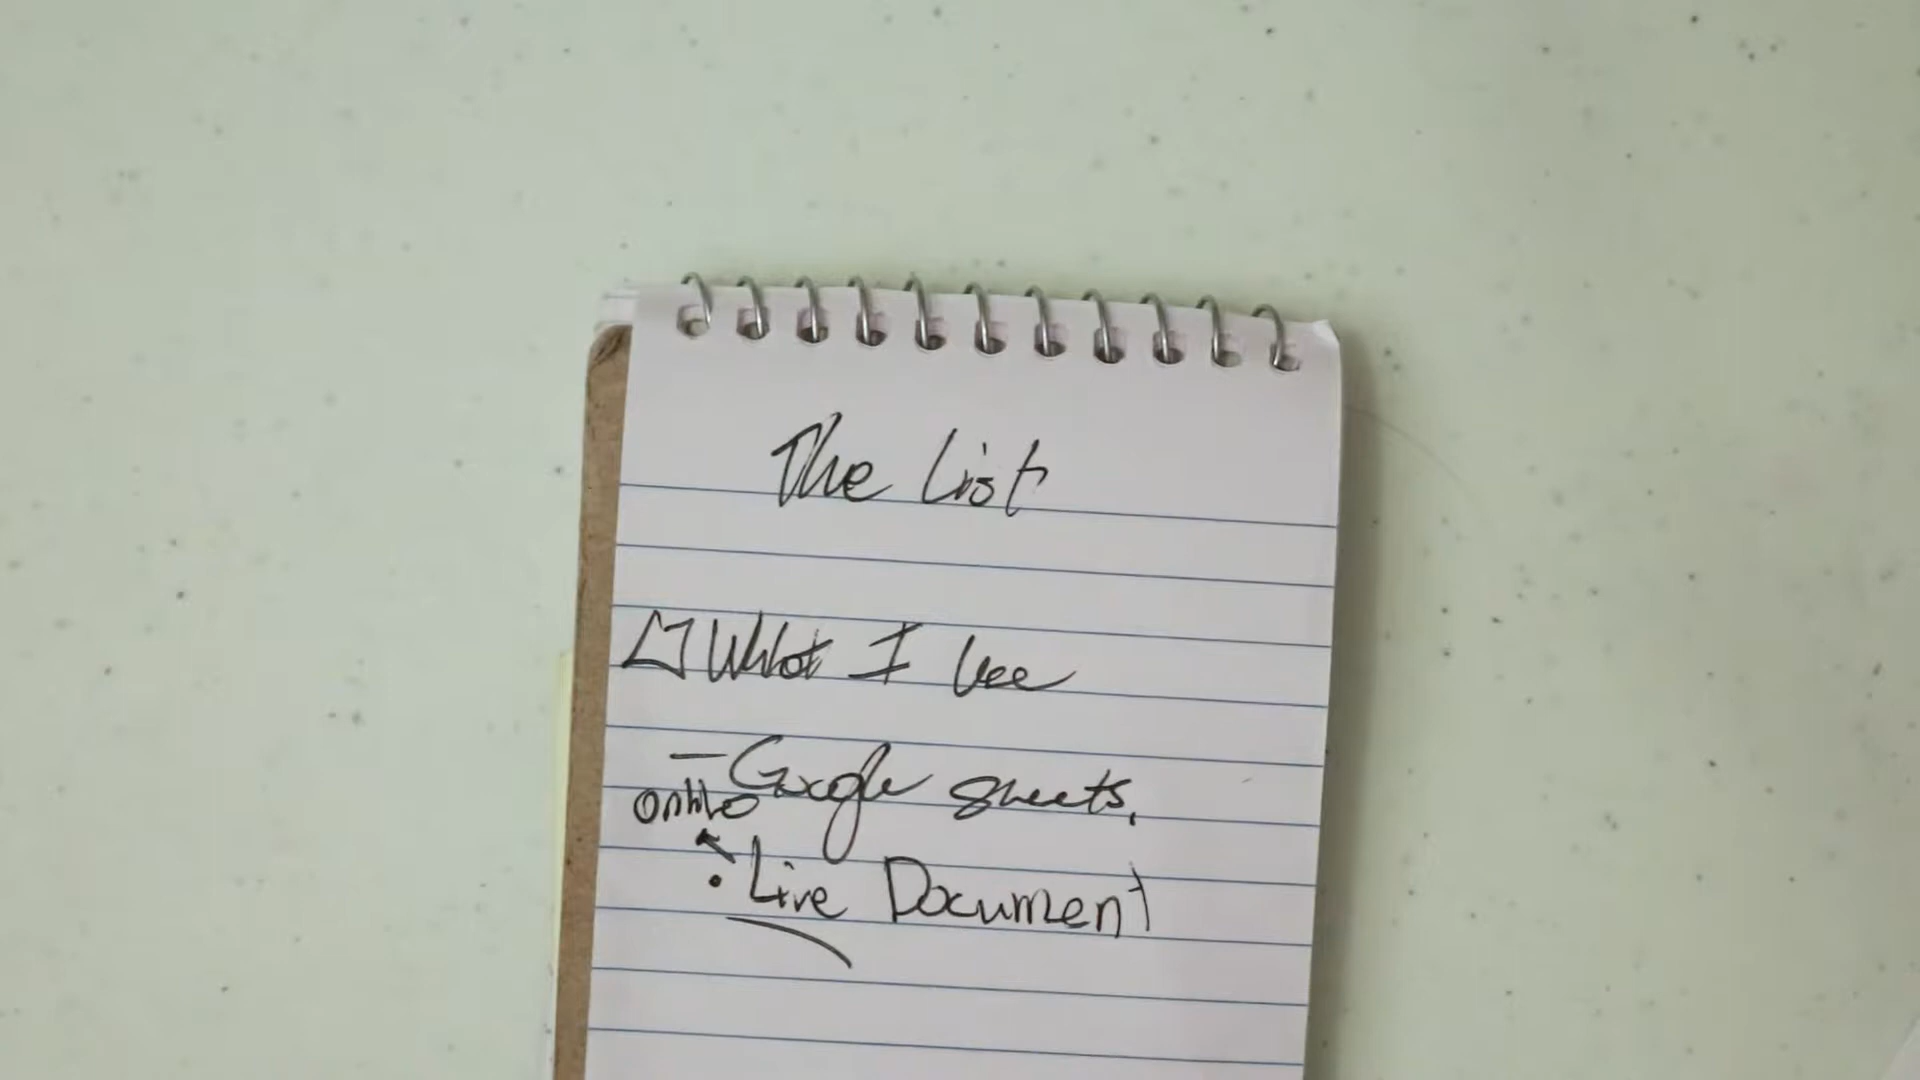 The List
What I Use
- Google Sheets,
online
• Live Document